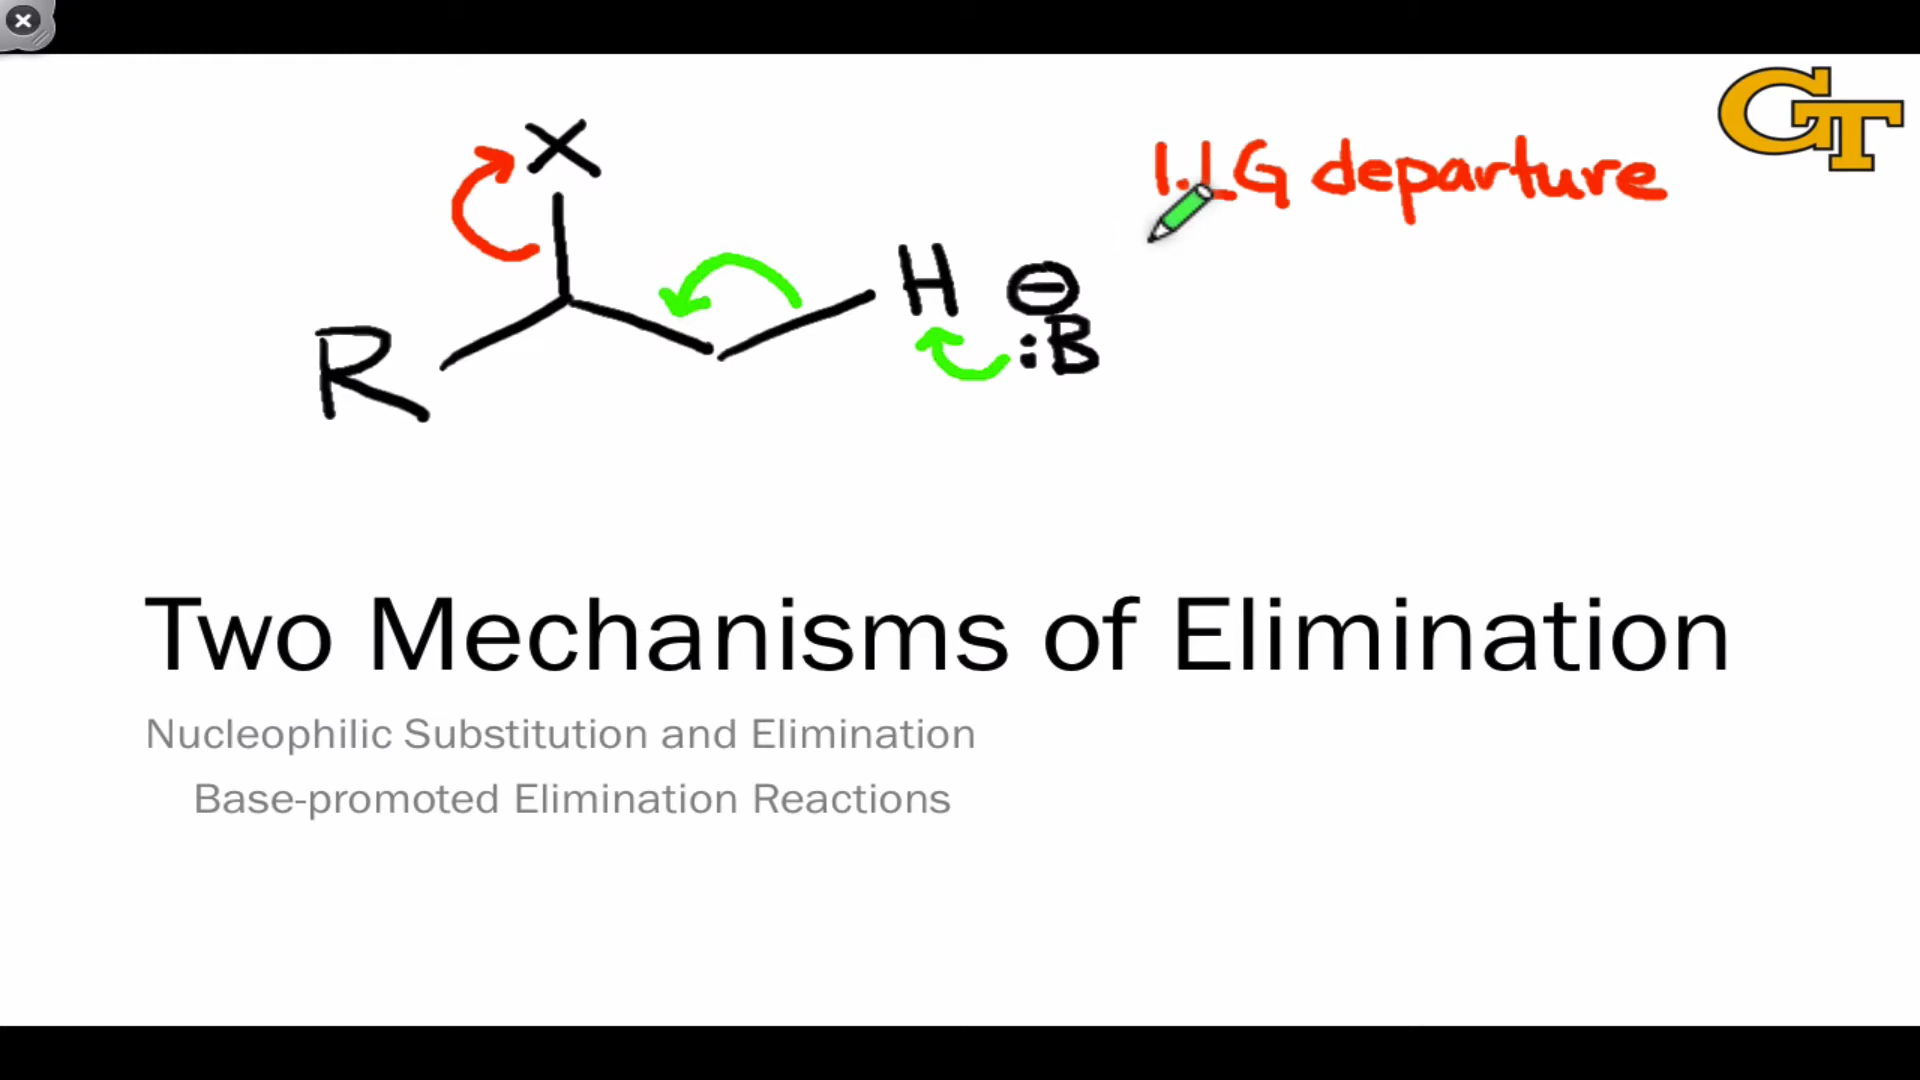 GT
X
1. LG departure
H ⊖
:B
R
Two Mechanisms of Elimination
Nucleophilic Substitution and Elimination
Base-promoted Elimination Reactions